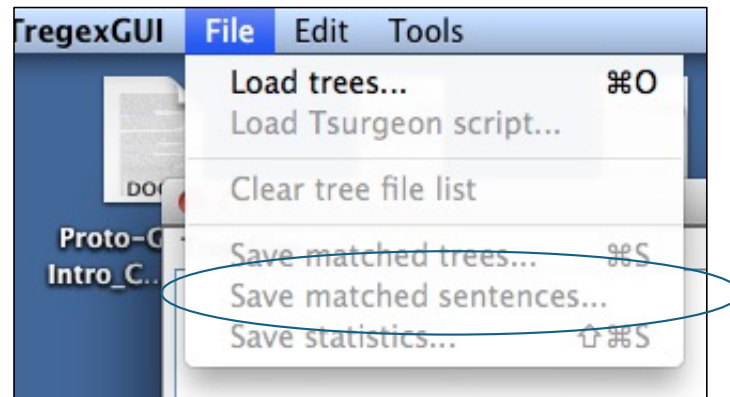 TregexGUI File Edit Tools
Load trees... ⌘O
Load Tsurgeon script...
Clear tree file list
Save matched trees... ⌘S
Save matched sentences...
Save statistics... ⇧⌘S
DOC
Proto-G
Intro_C...